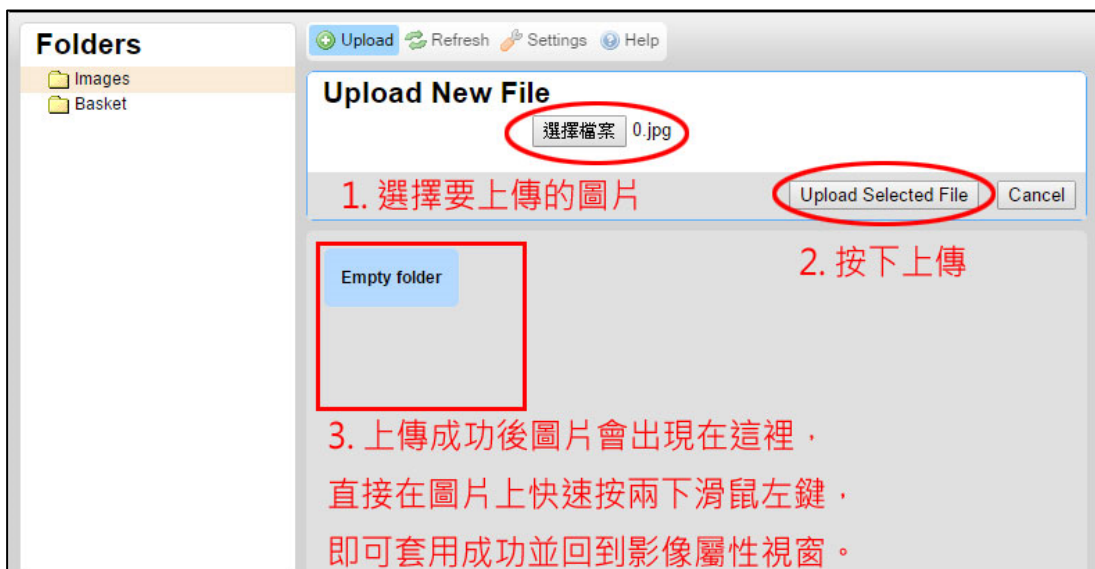 Folders
Images
Basket
Upload Refresh Settings Help
Upload New File
選擇檔案 0.jpg
1. 選擇要上傳的圖片
Upload Selected File Cancel
2. 按下上傳
Empty folder
3. 上傳成功後圖片會出現在這裡，
直接在圖片上快速按兩下滑鼠左鍵，
即可套用成功並回到影像屬性視窗。